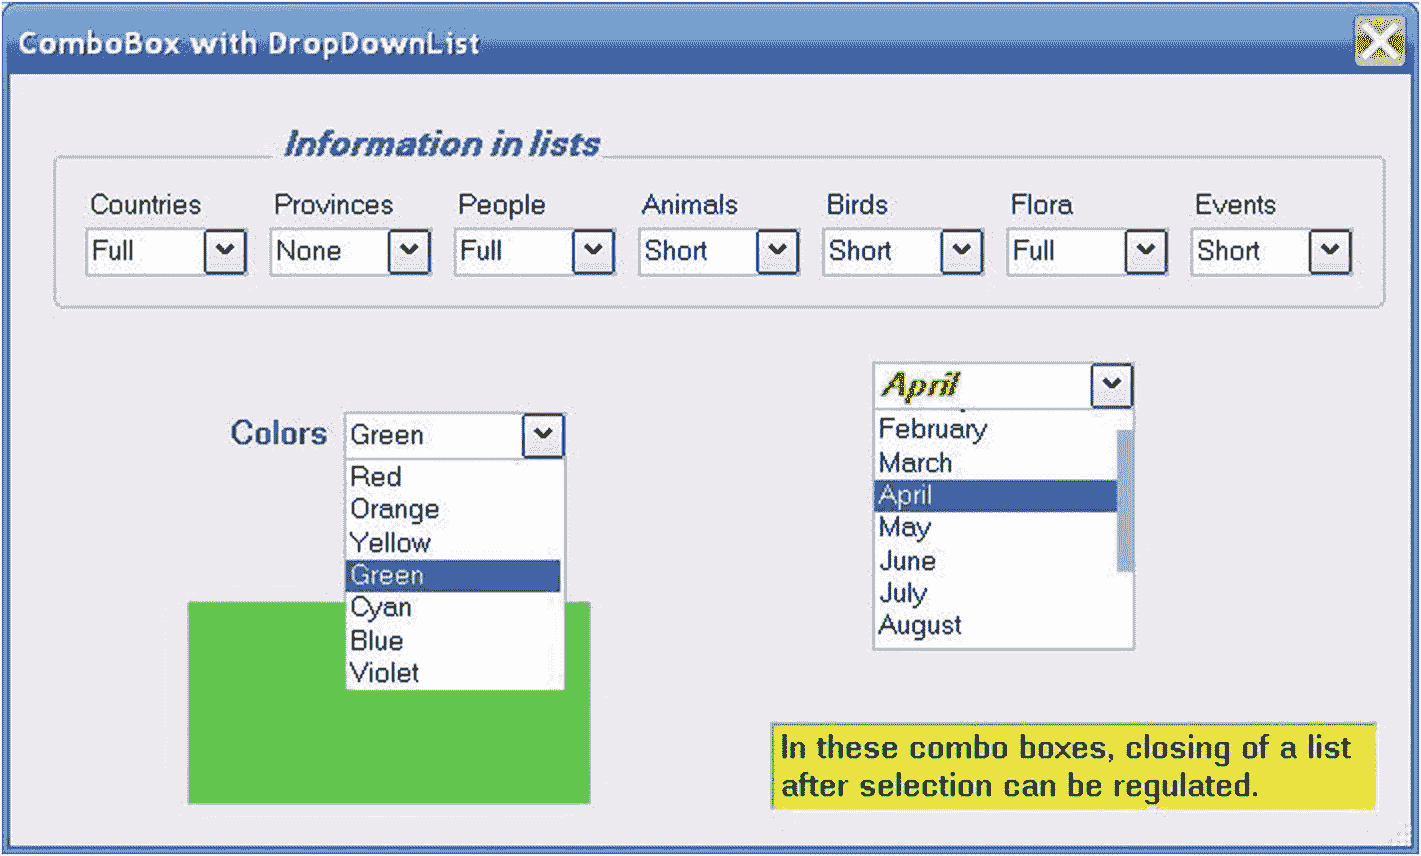 ComboBox with DropDownList
Information in lists
Countries Provinces People Animals Birds Flora Events
Full None Full Short Short Full Short
Colors Green
Red
Orange
Yellow
Green
Cyan
Blue
Violet
April
February
March
April
May
June
July
August
In these combo boxes, closing of a list
after selection can be regulated.